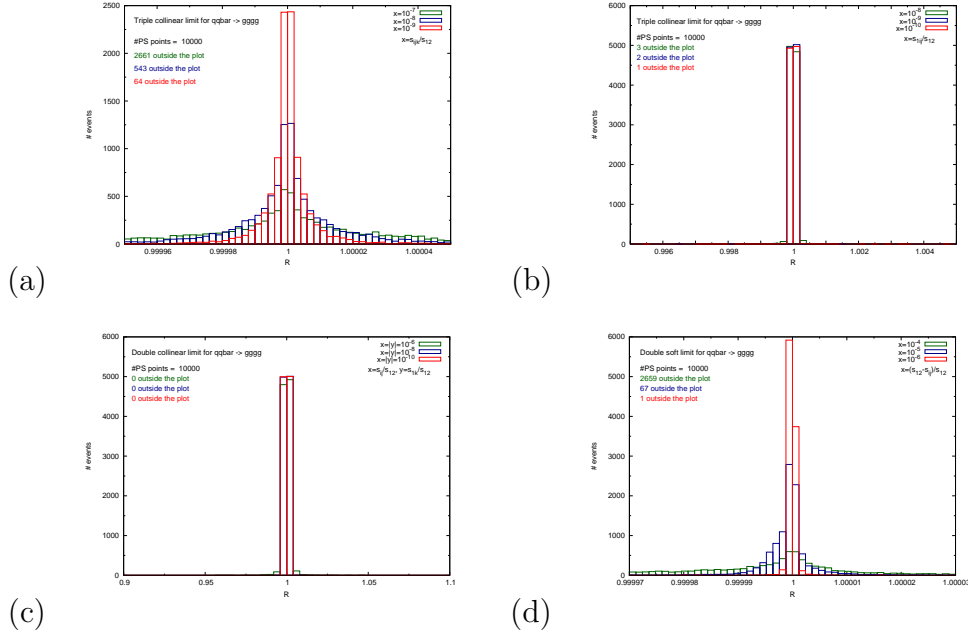 Triple collinear limit for qqbar -> gggg
x=10^-7
x=10^-8
x=10^-9
x=s_ijk/s_12
#PS points = 10000
2661 outside the plot
543 outside the plot
64 outside the plot
2500
2000
1500
1000
500
0
# events
0.99996
0.99998
1
1.00002
1.00004
R
(a)
Triple collinear limit for qqbar -> gggg
x=10^-8
x=10^-9
x=10^-10
x=s_1ij/s_12
#PS points = 10000
3 outside the plot
2 outside the plot
1 outside the plot
6000
5000
4000
3000
2000
1000
0
# events
0.996
0.998
1
1.002
1.004
R
(b)
Double collinear limit for qqbar -> gggg
x=|y|=10^-6
x=|y|=10^-8
x=|y|=10^-10
x=s_ij/s_12, y=s_1k/s_12
#PS points = 10000
0 outside the plot
0 outside the plot
0 outside the plot
6000
5000
4000
3000
2000
1000
0
# events
0.9
0.95
1
1.05
1.1
R
(c)
Double soft limit for qqbar -> gggg
x=10^-4
x=10^-5
x=10^-6
x=(s_12-s_ij)/s_12
#PS points = 10000
2659 outside the plot
67 outside the plot
1 outside the plot
6000
5000
4000
3000
2000
1000
0
# events
0.99997
0.99998
0.99999
1
1.00001
1.00002
1.00003
R
(d)